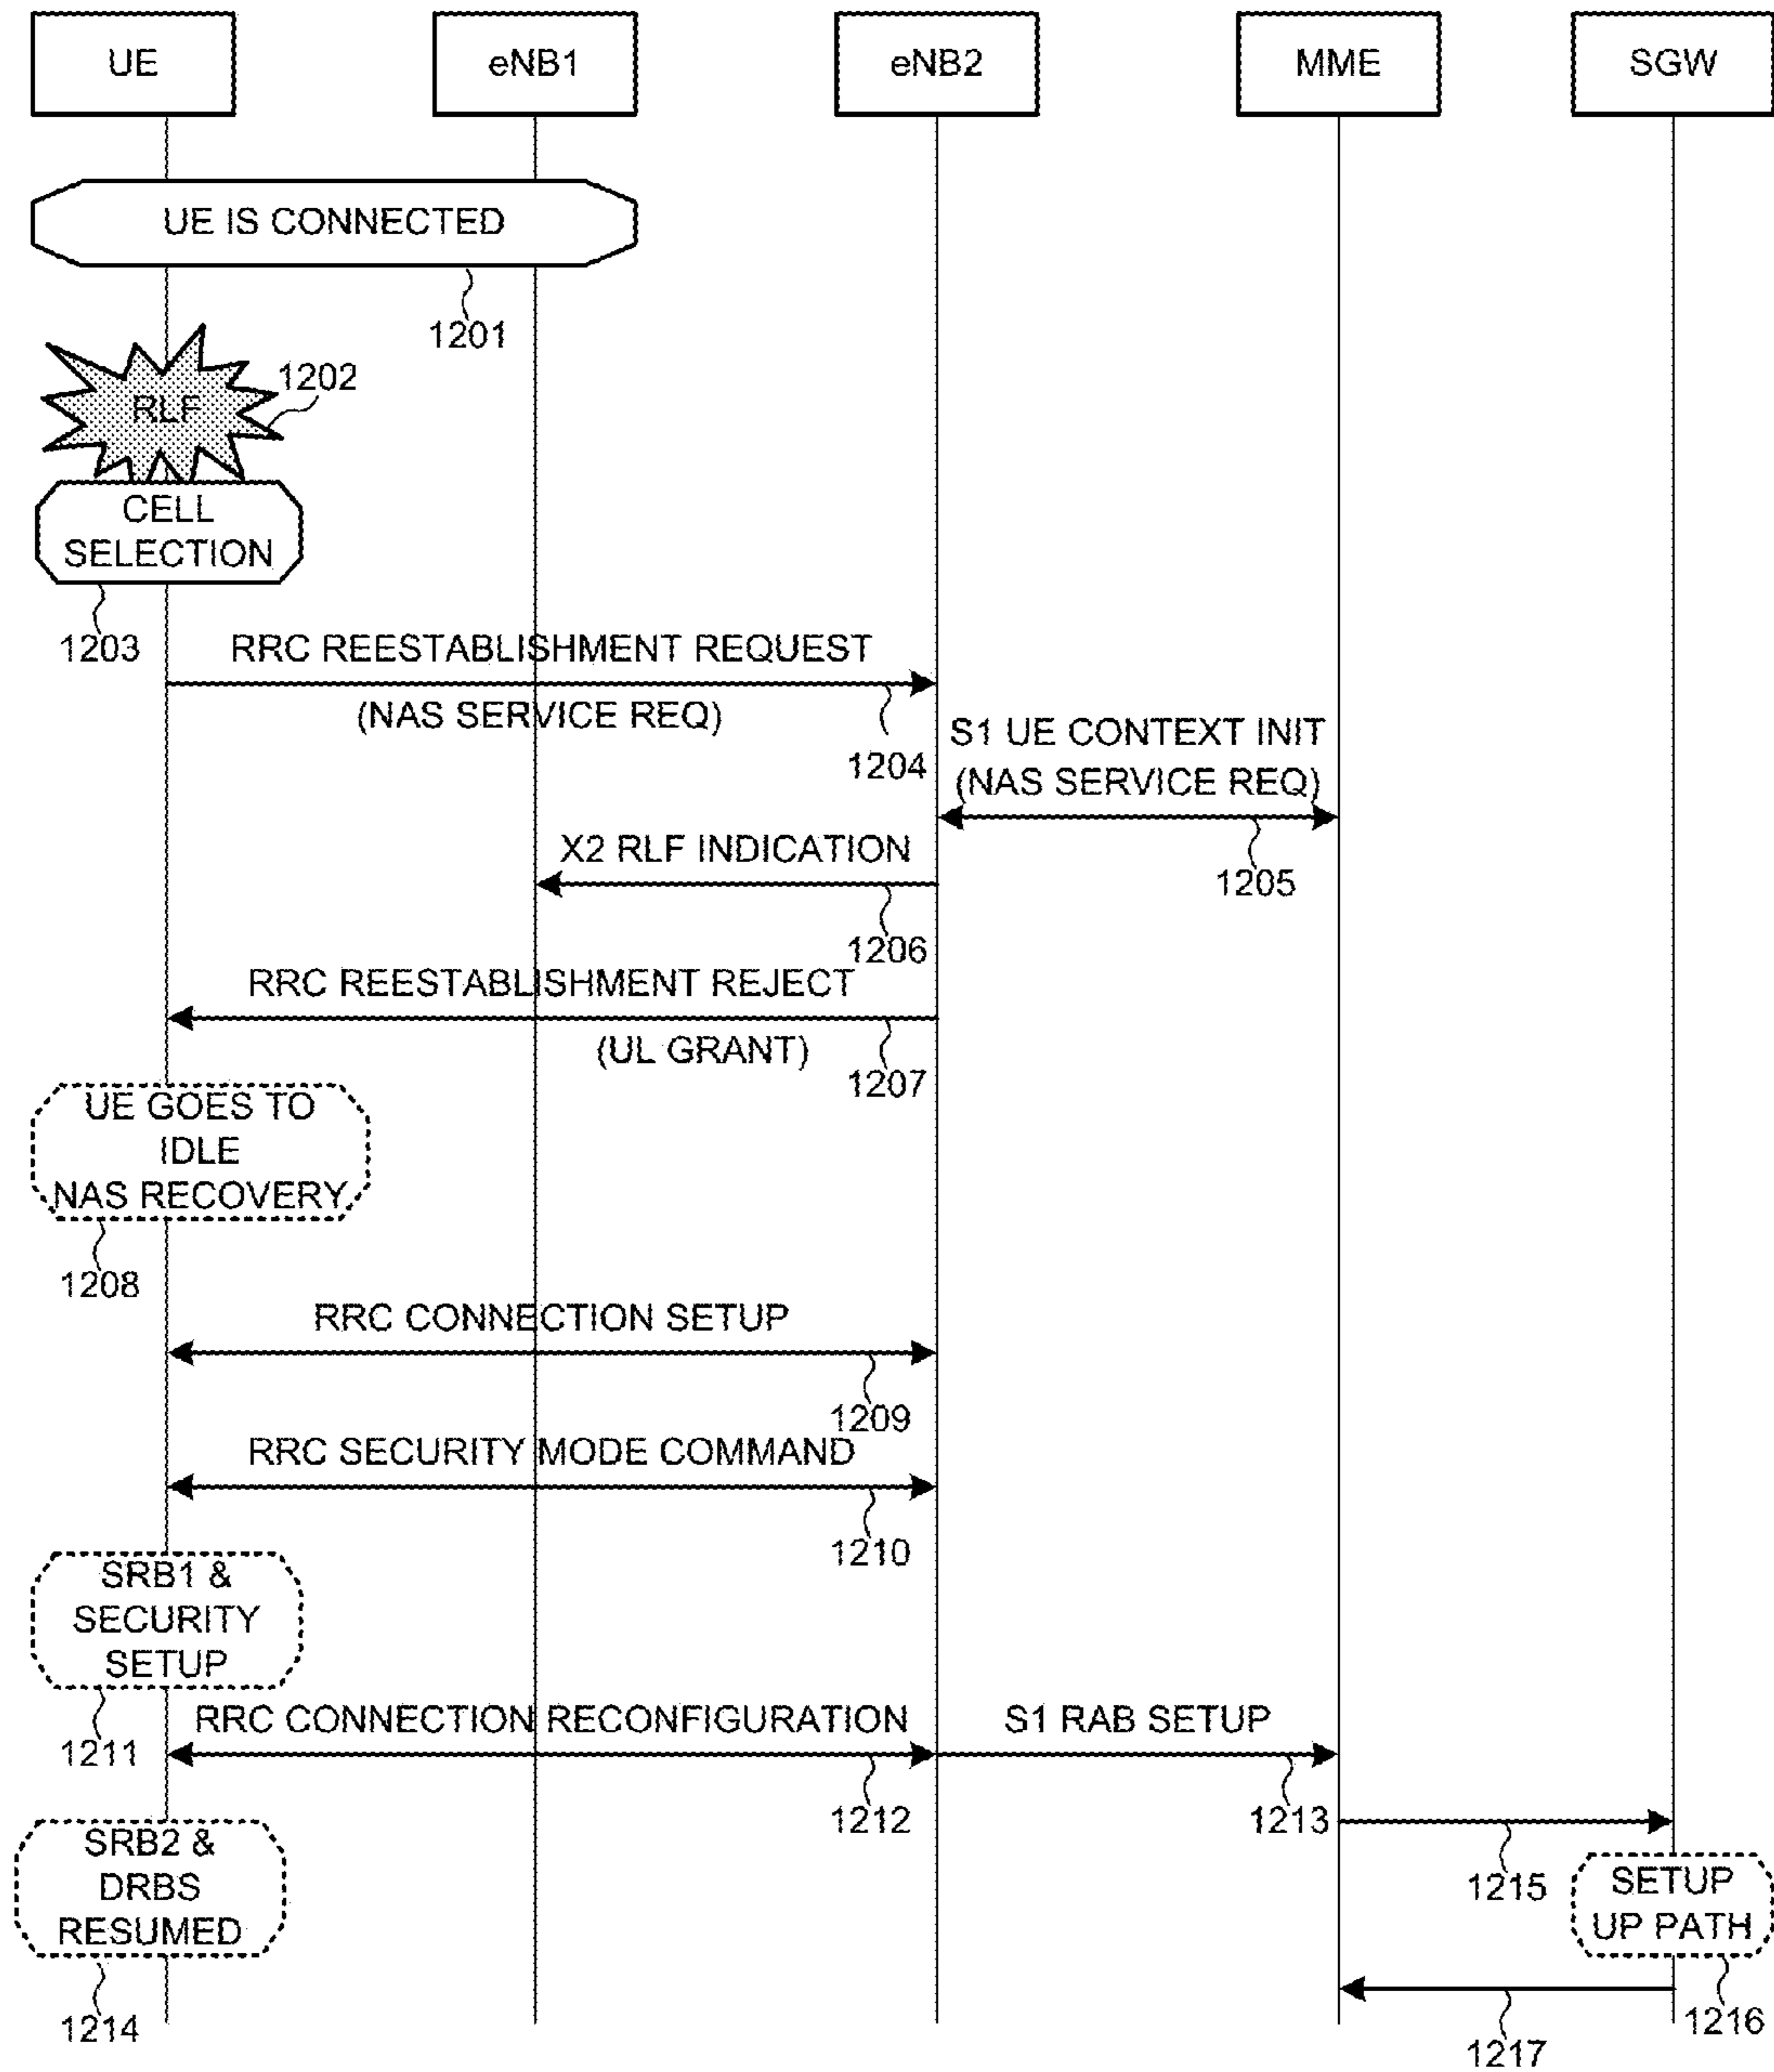 UE
eNB1
eNB2
MME
SGW
UE IS CONNECTED
1201
RLF
1202
CELL
SELECTION
1203
RRC REESTABLISHMENT REQUEST
(NAS SERVICE REQ)
1204
S1 UE CONTEXT INIT
(NAS SERVICE REQ)
1205
X2 RLF INDICATION
1206
RRC REESTABLISHMENT REJECT
(UL GRANT)
1207
UE GOES TO
IDLE
NAS RECOVERY
1208
RRC CONNECTION SETUP
1209
RRC SECURITY MODE COMMAND
1210
SRB1 &
SECURITY
SETUP
1211
RRC CONNECTION RECONFIGURATION
1212
S1 RAB SETUP
1213
SRB2 &
DRBS
RESUMED
1214
1215
SETUP
UP PATH
1216
1217